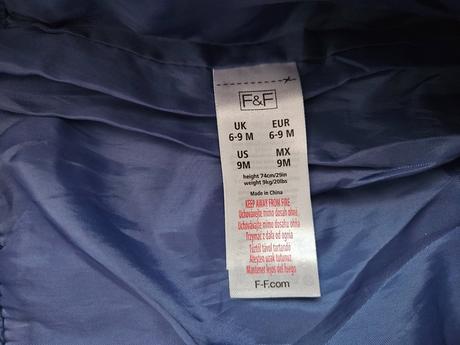 F&F
UK EUR
6-9 M 6-9 M
US MX
9M 9M
height 74cm/29in
weight 9kg/20lbs
Made in China
KEEP AWAY FROM FIRE
Uchovávejte mimo dosah ohně
Uchovávajte mimo dosahu ohňa
Trzymać z dala od ognia
Tűztől távol tartandó
Ateşten uzak tutunuz
Mantener lejos del fuego
F-F.com